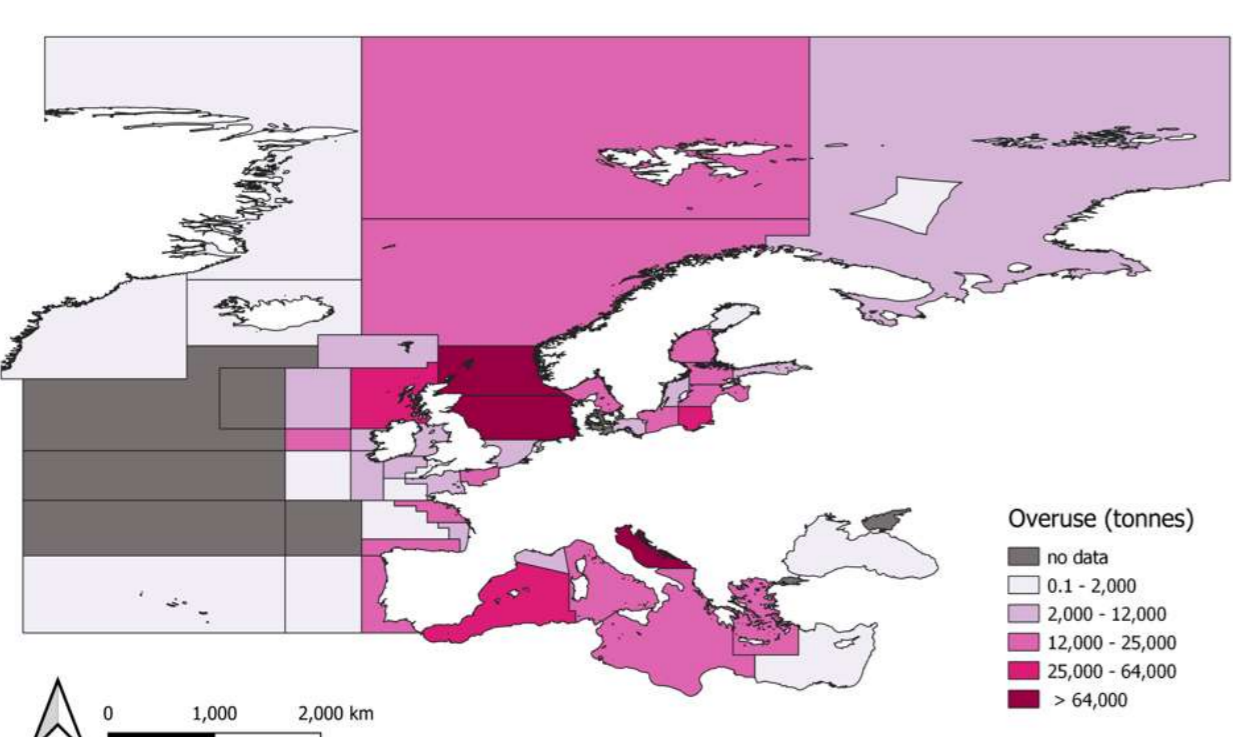 Overuse (tonnes)
no data
0.1 - 2,000
2,000 - 12,000
12,000 - 25,000
25,000 - 64,000
> 64,000
0 1,000 2,000 km